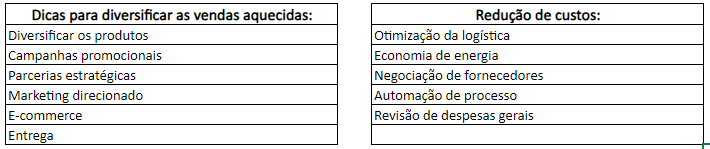 Dicas para diversificar as vendas aquecidas:
Diversificar os produtos
Campanhas promocionais
Parcerias estratégicas
Marketing direcionado
E-commerce
Entrega
Redução de custos:
Otimização da logística
Economia de energia
Negociação de fornecedores
Automação de processo
Revisão de despesas gerais